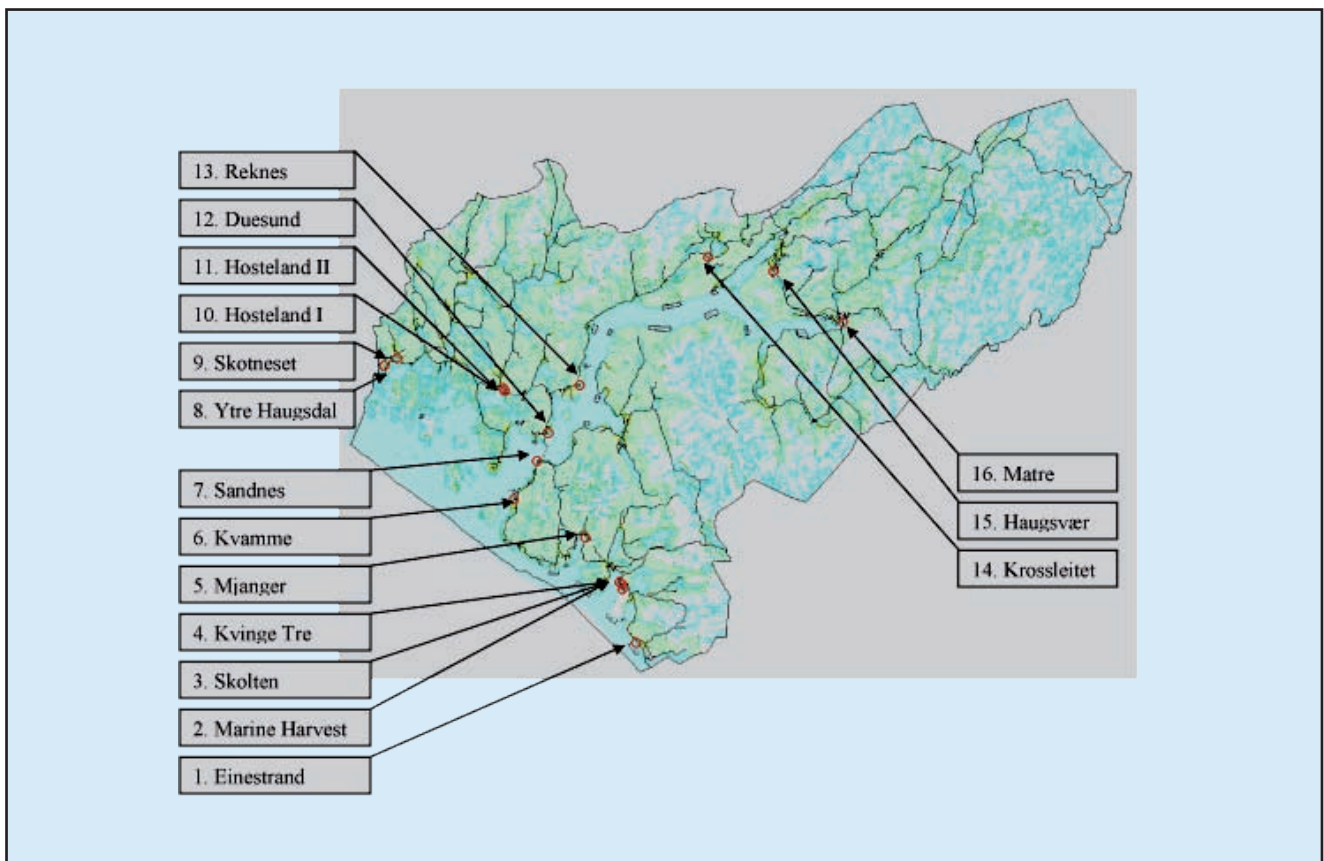 13. Reknes
12. Duesund
11. Hosteland II
10. Hosteland I
9. Skotneset
8. Ytre Haugsdal
7. Sandnes
6. Kvamme
5. Mjanger
4. Kvinge Tre
3. Skolten
2. Marine Harvest
1. Einestrand
16. Matre
15. Haugsvær
14. Krossleitet